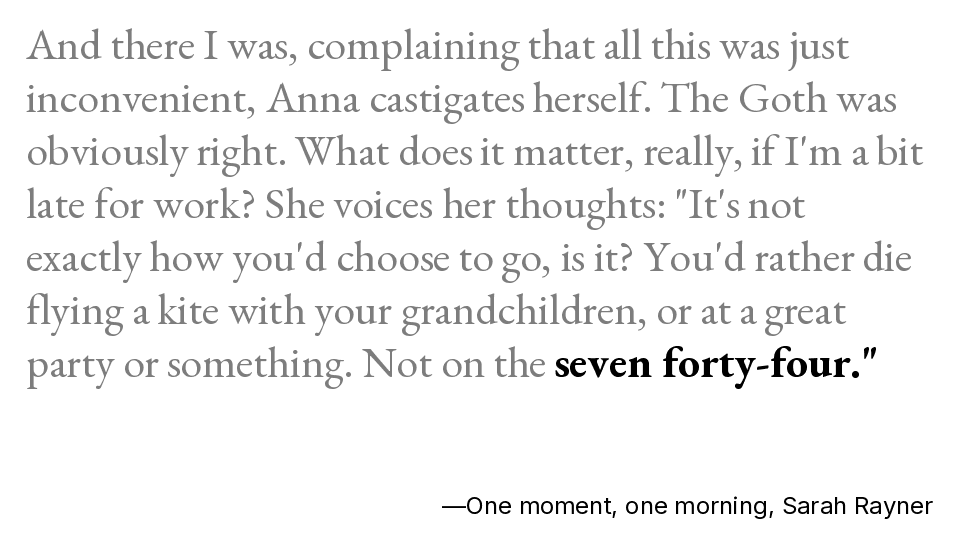 And there I was, complaining that all this was just
inconvenient, Anna castigates herself. The Goth was
obviously right. What does it matter, really, if I'm a bit
late for work? She voices her thoughts: "It's not
exactly how you'd choose to go, is it? You'd rather die
flying a kite with your grandchildren, or at a great
party or something. Not on the seven forty-four."
—One moment, one morning, Sarah Rayner